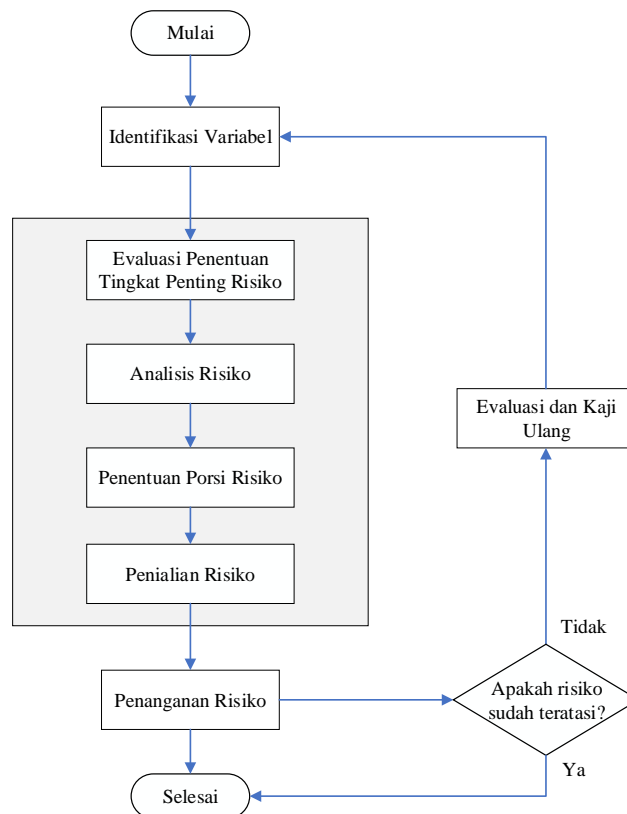 Mulai
Identifikasi Variabel
Evaluasi Penentuan
Tingkat Penting Risiko
Analisis Risiko
Penentuan Porsi Risiko
Penialian Risiko
Penanganan Risiko
Selesai
Evaluasi dan Kaji
Ulang
Tidak
Apakah risiko
sudah teratasi?
Ya